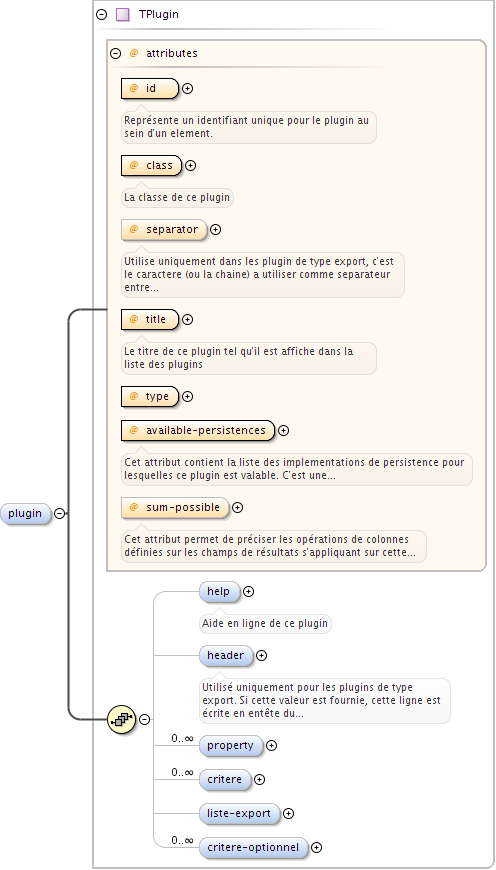 TPlugin
@ attributes
@ id
Représente un identifiant unique pour le plugin au
sein d'un element.
@ class
La classe de ce plugin
@ separator
Utilise uniquement dans les plugin de type export, c'est
le caractere (ou la chaine) a utiliser comme separateur
entre...
@ title
Le titre de ce plugin tel qu'il est affiche dans la
liste des plugins
@ type
@ available-persistences
Cet attribut contient la liste des implementations de persistence pour
lesquelles ce plugin est valable. C'est une...
@ sum-possible
Cet attribut permet de préciser les opérations de colonnes
définies sur les champs de résultats s'appliquant sur cette...
plugin
help
Aide en ligne de ce plugin
header
Utilisé uniquement pour les plugins de type
export. Si cette valeur est fournie, cette ligne est
écrite en entête du...
0..∞
property
0..∞
critere
liste-export
0..∞
critere-optionnel